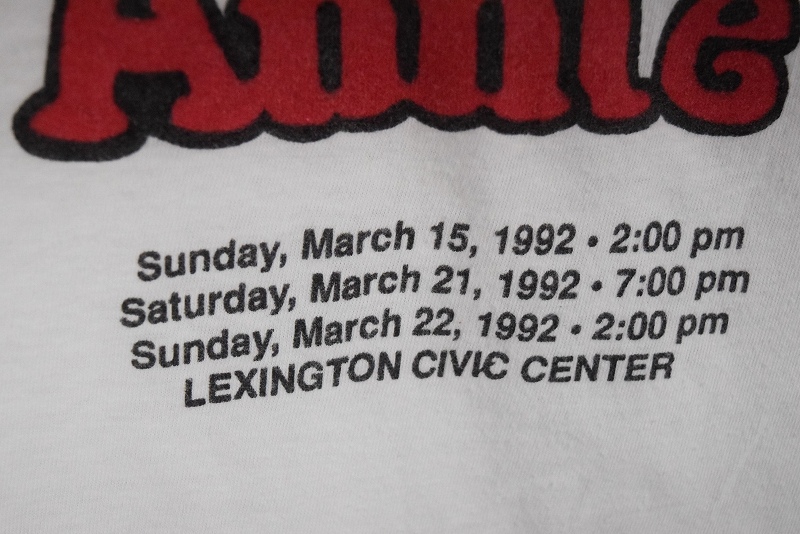 Annie
Sunday, March 15, 1992 • 2:00 pm
Saturday, March 21, 1992 • 7:00 pm
Sunday, March 22, 1992 • 2:00 pm
LEXINGTON CIVIC CENTER